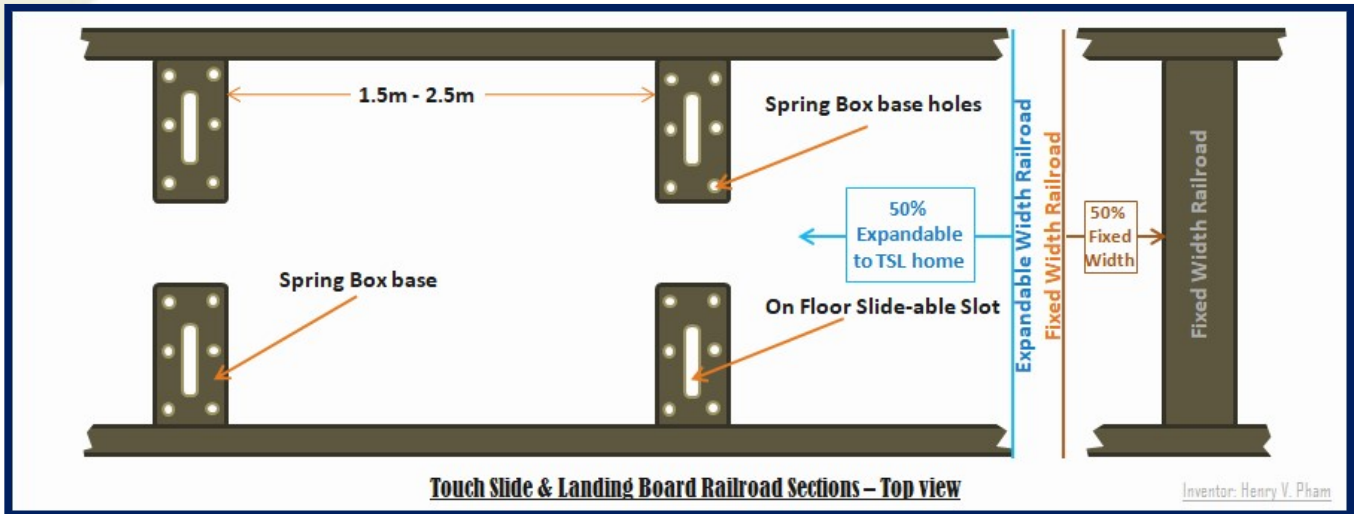 1.5m - 2.5m
Spring Box base holes
50%
Expandable
to TSL home
Expandable Width Railroad
Fixed Width Railroad
50%
Fixed
Width
Fixed Width Railroad
Spring Box base
On Floor Slide-able Slot
Touch Slide & Landing Board Railroad Sections – Top view
Inventor: Henry V. Pham